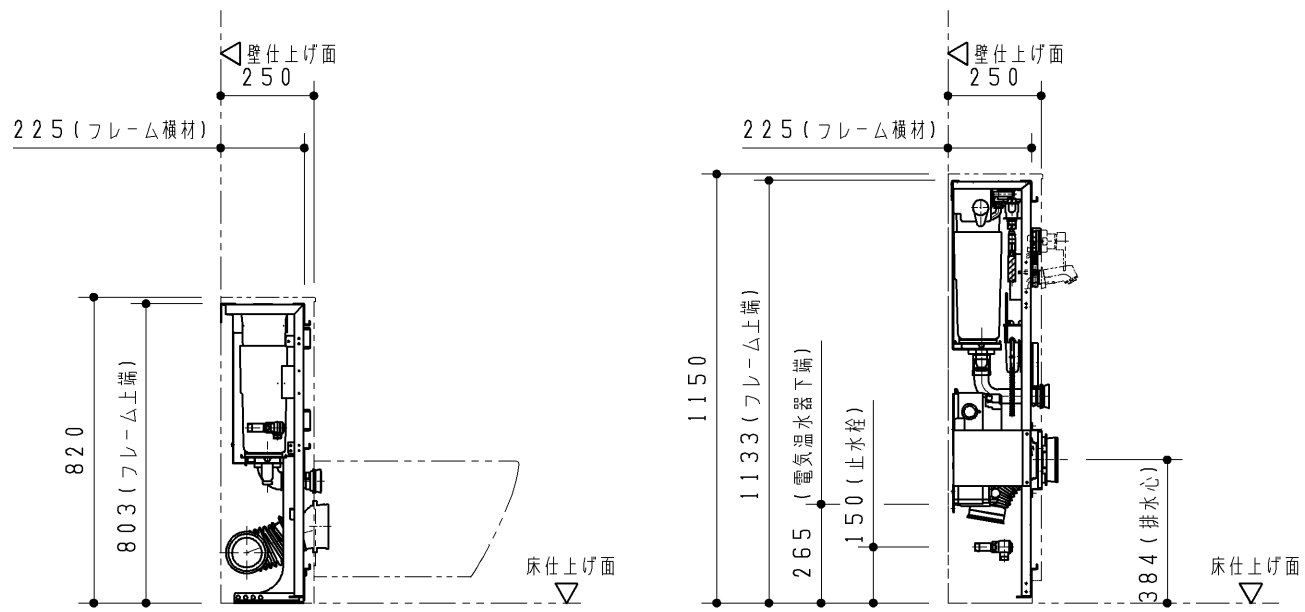 壁仕上げ面
250
225(フレーム横材)
820
803(フレーム上端)
床仕上げ面
壁仕上げ面
250
225(フレーム横材)
1150
1133(フレーム上端)
265(電気温水器下端)
150(止水栓)
384(排水心)
床仕上げ面